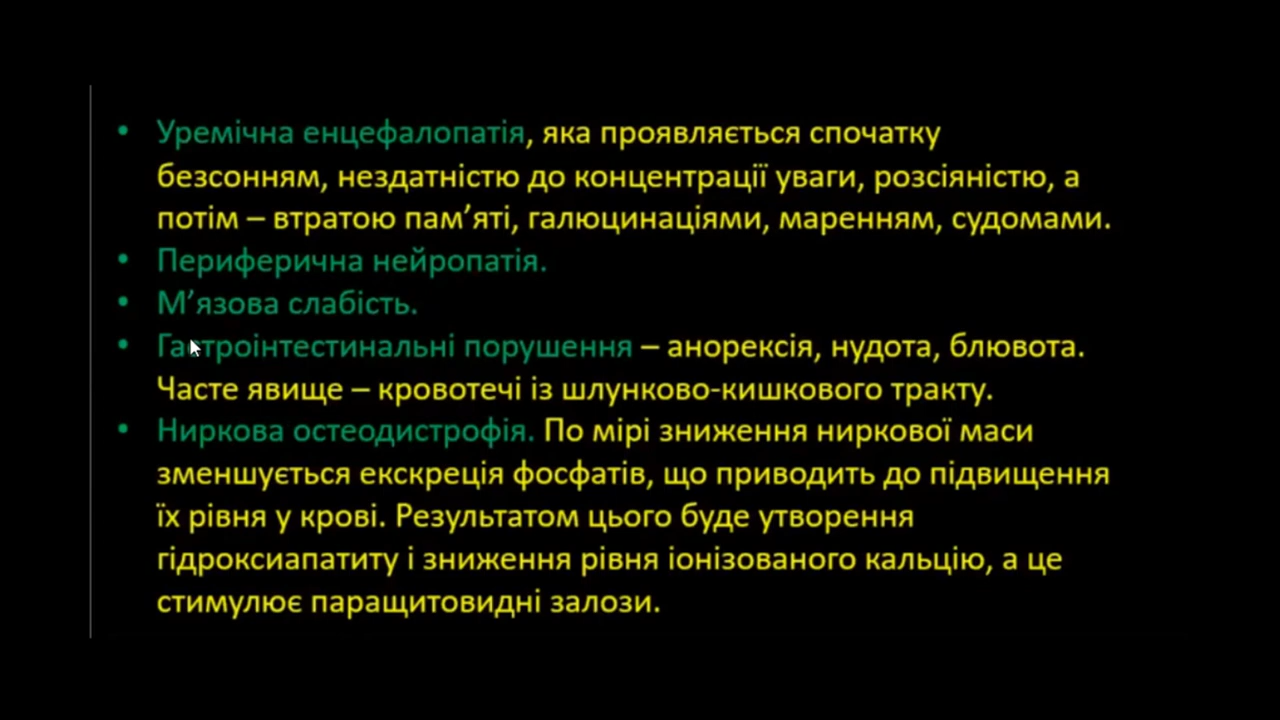 • Уремічна енцефалопатія, яка проявляється спочатку
безсонням, нездатністю до концентрації уваги, розсіяністю, а
потім – втратою пам’яті, галюцинаціями, маренням, судомами.
• Периферична нейропатія.
• М’язова слабість.
• Гастроінтестинальні порушення – анорексія, нудота, блювота.
Часте явище – кровотечі із шлунково-кишкового тракту.
• Ниркова остеодистрофія. По мірі зниження ниркової маси
зменшується екскреція фосфатів, що приводить до підвищення
їх рівня у крові. Результатом цього буде утворення
гідроксиапатиту і зниження рівня іонізованого кальцію, а це
стимулює паращитовидні залози.